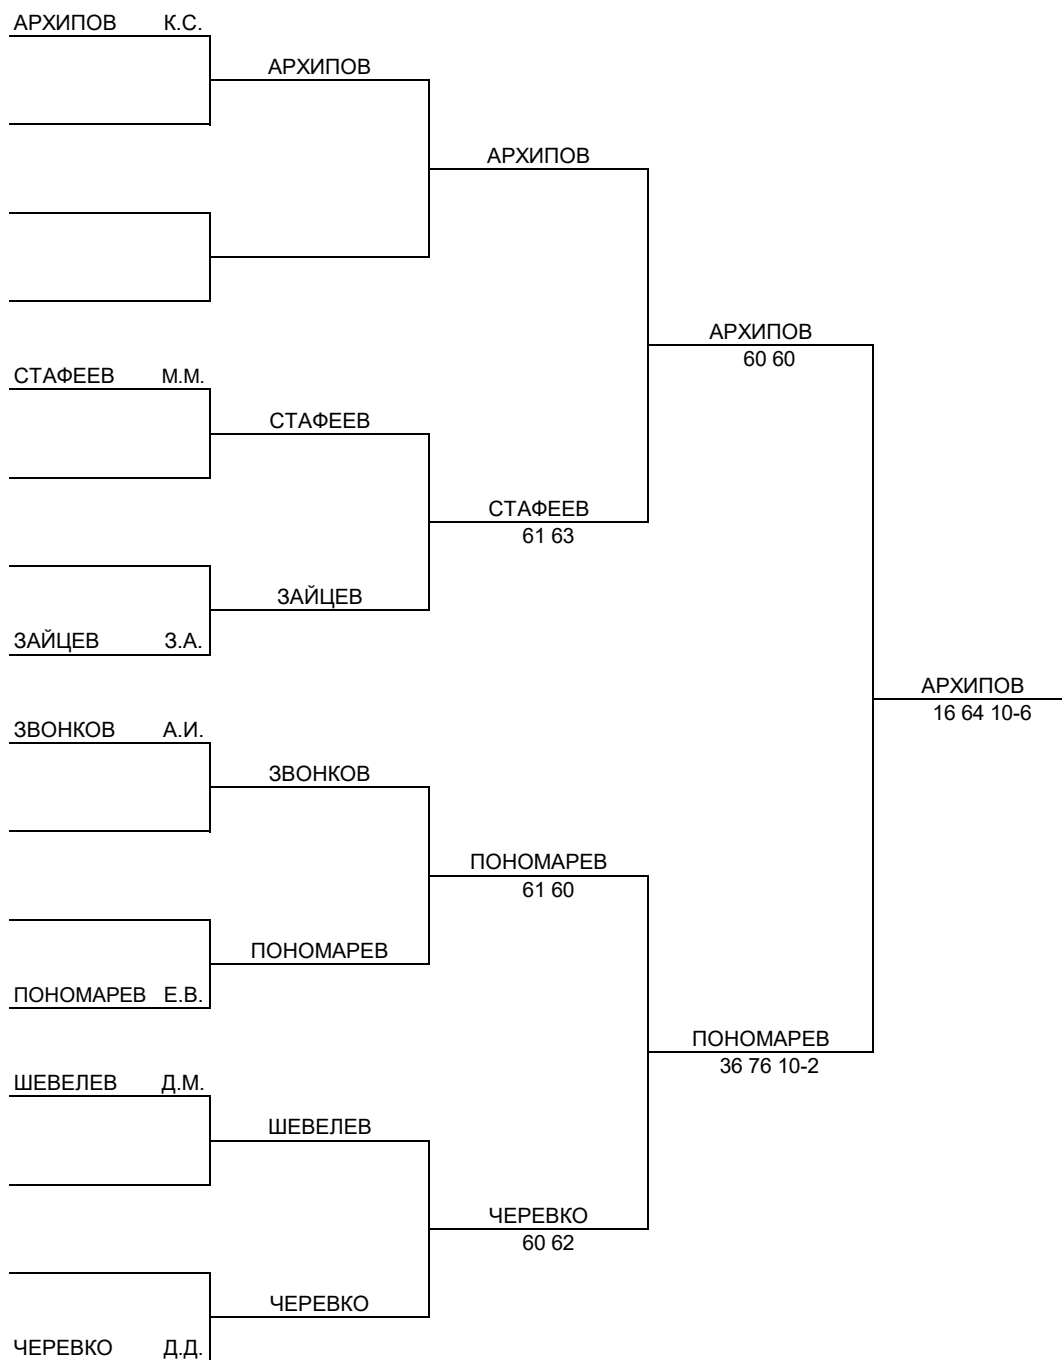 АРХИПОВ К.С.
АРХИПОВ
АРХИПОВ
АРХИПОВ
60 60
СТАФЕЕВ М.М.
СТАФЕЕВ
СТАФЕЕВ
61 63
ЗАЙЦЕВ
ЗАЙЦЕВ З.А.
АРХИПОВ
16 64 10-6
ЗВОНКОВ А.И.
ЗВОНКОВ
ПОНОМАРЕВ
61 60
ПОНОМАРЕВ
ПОНОМАРЕВ Е.В.
ПОНОМАРЕВ
36 76 10-2
ШЕВЕЛЕВ Д.М.
ШЕВЕЛЕВ
ЧЕРЕВКО
60 62
ЧЕРЕВКО
ЧЕРЕВКО Д.Д.